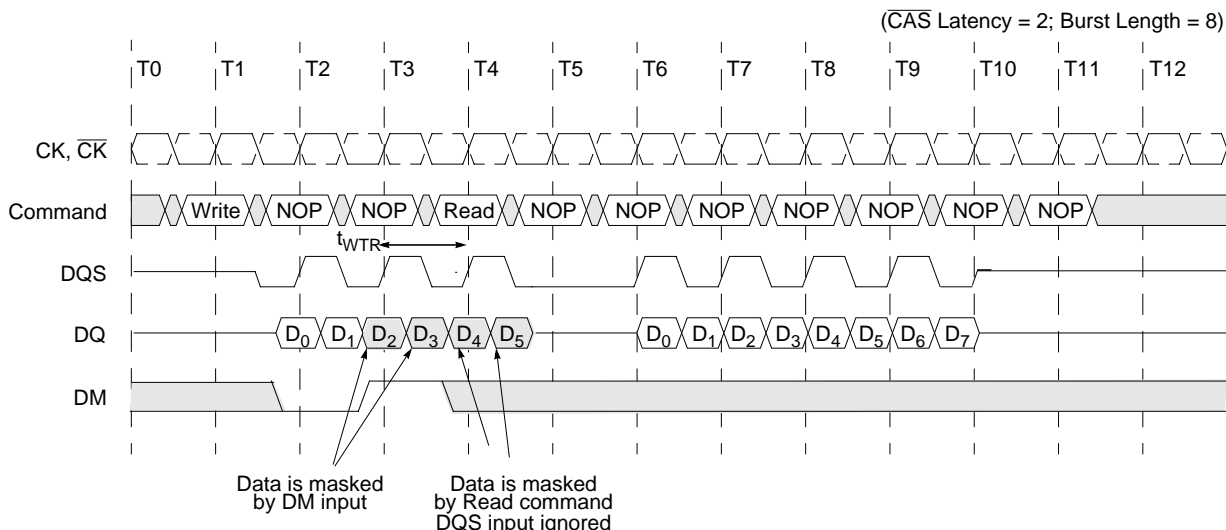 (CAS Latency = 2; Burst Length = 8)
T0 T1 T2 T3 T4 T5 T6 T7 T8 T9 T10 T11 T12
CK, CK
Command Write NOP NOP Read NOP NOP NOP NOP NOP NOP NOP
tWTR
DQS
DQ D0 D1 D2 D3 D4 D5 D0 D1 D2 D3 D4 D5 D6 D7
DM
Data is masked
by DM input
Data is masked
by Read command
DQS input ignored